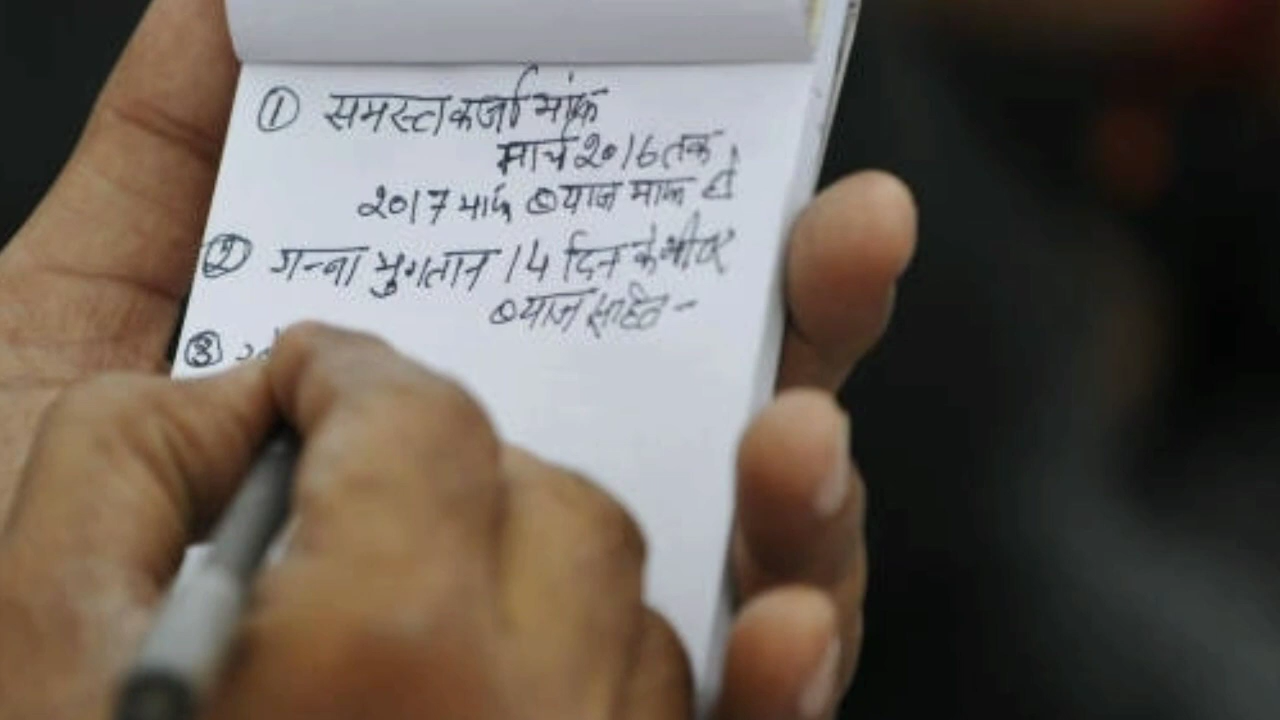 ① समस्त कर्जा माफ
मार्च 2016 तक
2017 मार्च ब्याज माफ हो
② गन्ना भुगतान 14 दिन के भीतर
ब्याज सहित -
③